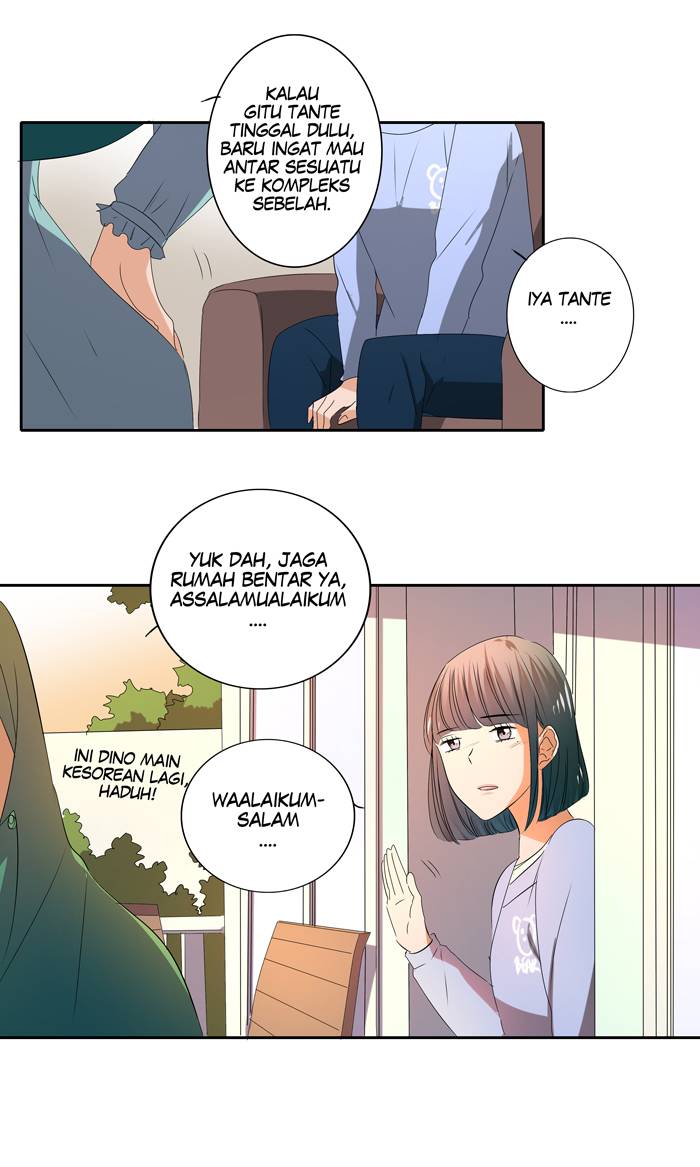 KALAU
GITU TANTE
TINGGAL DULU,
BARU INGAT MAU
ANTAR SESUATU
KE KOMPLEKS
SEBELAH.
IYA TANTE
....
YUK DAH, JAGA
RUMAH BENTAR YA,
ASSALAMUALAIKUM
....
INI DINO MAIN
KESOREAN LAGI,
HADUH!
WAALAIKUM-
SALAM
....
BEAR